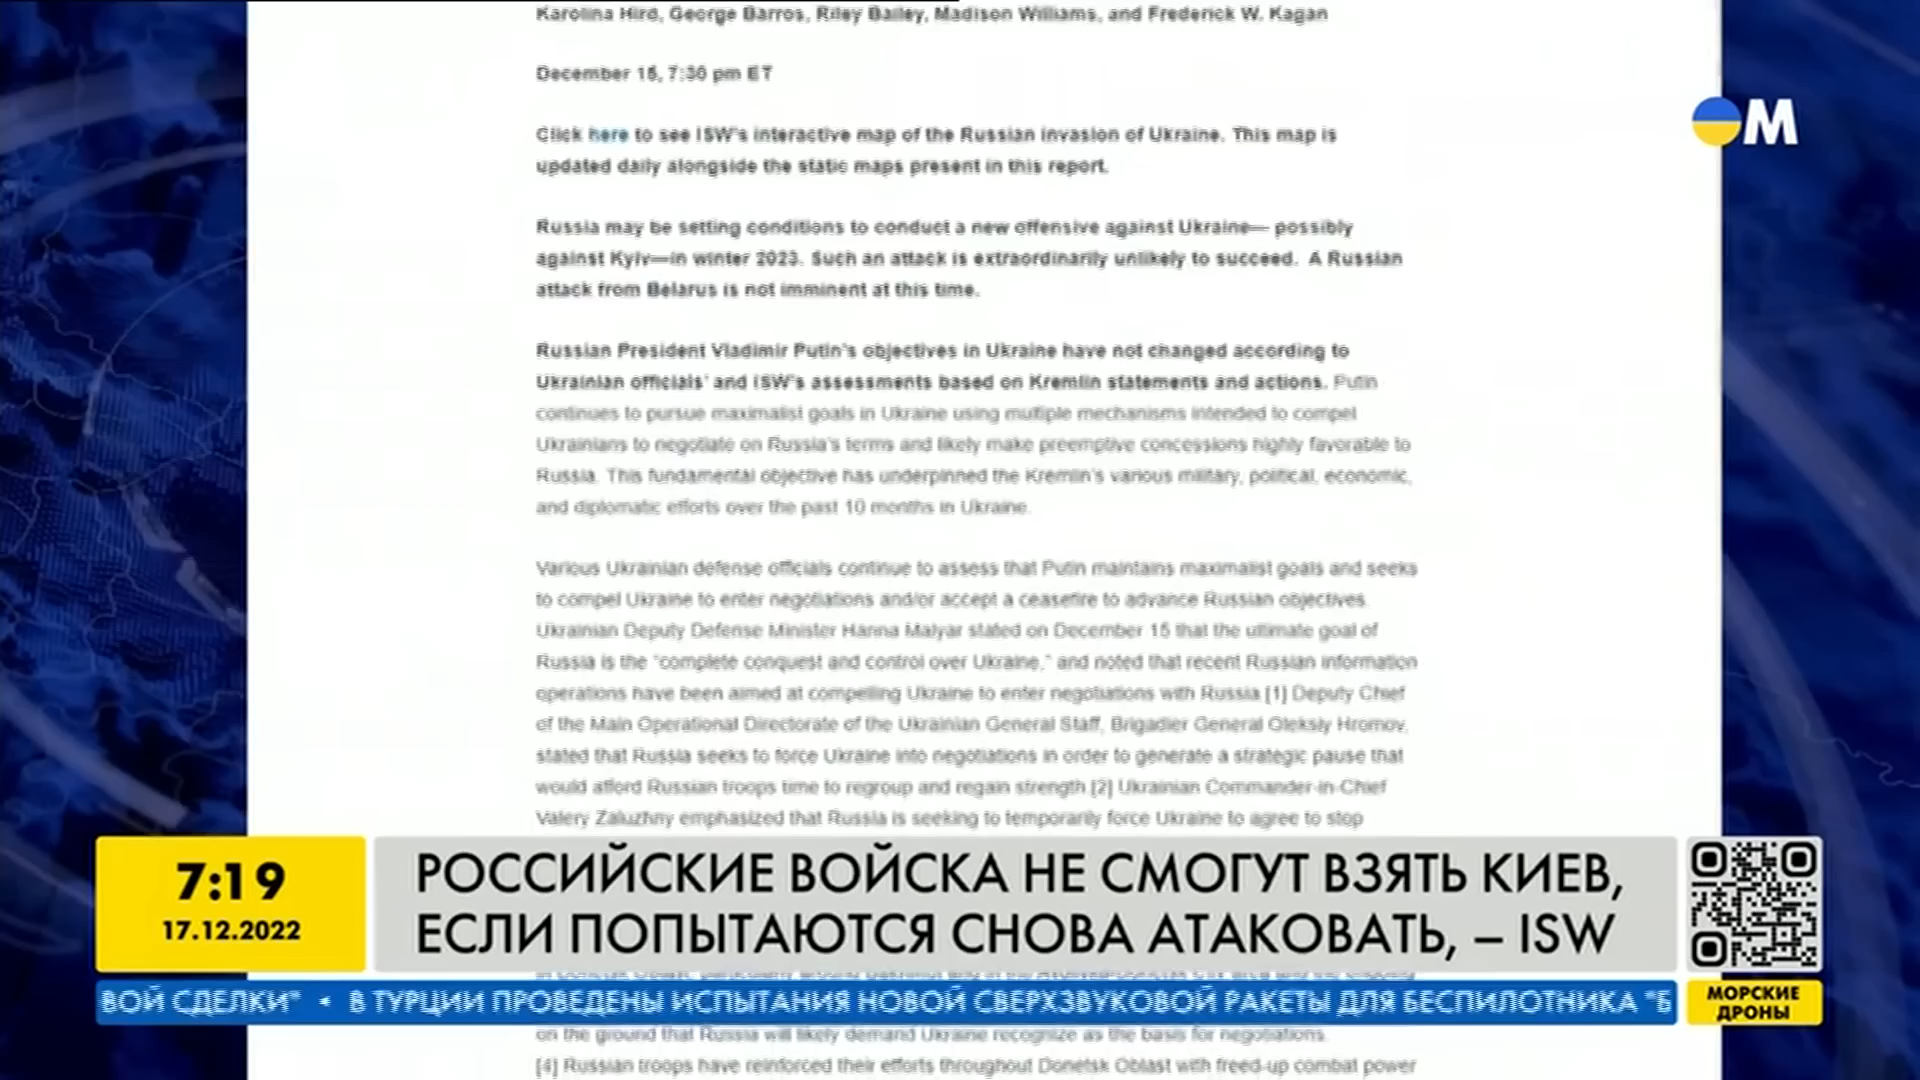 Karolina Hird, George Barros, Riley Bailey, Madison Williams, and Frederick W. Kagan
December 15, 7:30 pm ET
Click here to see ISW's interactive map of the Russian invasion of Ukraine. This map is
updated daily alongside the static maps present in this report.
Russia may be setting conditions to conduct a new offensive against Ukraine— possibly
against Kyiv—in winter 2023. Such an attack is extraordinarily unlikely to succeed. A Russian
attack from Belarus is not imminent at this time.
Russian President Vladimir Putin's objectives in Ukraine have not changed according to
Ukrainian officials' and ISW's assessments based on Kremlin statements and actions. Putin
continues to pursue maximalist goals in Ukraine using multiple mechanisms intended to compel
Ukrainians to negotiate on Russia's terms and likely make preemptive concessions highly favorable to
Russia. This fundamental objective has underpinned the Kremlin's various military, political, economic,
and diplomatic efforts over the past 10 months in Ukraine.
Various Ukrainian defense officials continue to assess that Putin maintains maximalist goals and seeks
to compel Ukraine to enter negotiations and/or accept a ceasefire to advance Russian objectives.
Ukrainian Deputy Defense Minister Hanna Malyar stated on December 15 that the ultimate goal of
Russia is the "complete conquest and control over Ukraine," and noted that recent Russian information
operations have been aimed at compelling Ukraine to enter negotiations with Russia.[1] Deputy Chief
of the Main Operational Directorate of the Ukrainian General Staff, Brigadier General Oleksiy Hromov,
stated that Russia seeks to force Ukraine into negotiations in order to generate a strategic pause that
would afford Russian troops time to regroup and regain strength.[2] Ukrainian Commander-in-Chief
Valery Zaluzhny emphasized that Russia is seeking to temporarily force Ukraine to agree to stop
on the ground that Russia will likely demand Ukraine recognize as the basis for negotiations.
[4] Russian troops have reinforced their efforts throughout Donetsk Oblast with freed-up combat power
М
7:19
17.12.2022
РОССИЙСКИЕ ВОЙСКА НЕ СМОГУТ ВЗЯТЬ КИЕВ,
ЕСЛИ ПОПЫТАЮТСЯ СНОВА АТАКОВАТЬ, – ISW
ВОЙ СДЕЛКИ" • В ТУРЦИИ ПРОВЕДЕНЫ ИСПЫТАНИЯ НОВОЙ СВЕРХЗВУКОВОЙ РАКЕТЫ ДЛЯ БЕСПИЛОТНИКА "Б
МОРСКИЕ
ДРОНЫ